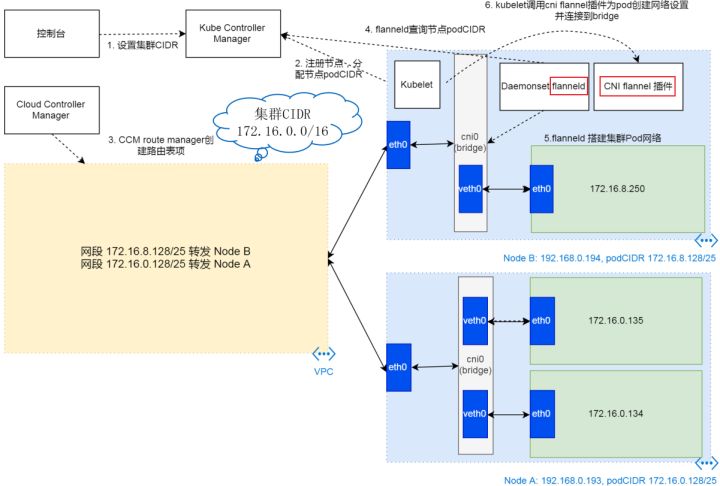 控制台
1. 设置集群CIDR
Kube Controller
Manager
4. flanneld查询节点podCIDR
6. kubelet调用cni flannel插件为pod创建网络设置
并连接到bridge
2. 注册节点、分
配节点podCIDR
Kubelet
Daemonset flanneld
CNI flannel 插件
Cloud Controller
Manager
集群CIDR
172.16.0.0/16
3. CCM route manager创
建路由表项
eth0
cni0
(bridge)
5.flanneld 搭建集群Pod网络
veth0
eth0
172.16.8.250
Node B: 192.168.0.194, podCIDR 172.16.8.128/25
网段 172.16.8.128/25 转发 Node B
网段 172.16.0.128/25 转发 Node A
VPC
veth0
eth0
172.16.0.135
eth0
cni0
(bridge)
veth0
eth0
172.16.0.134
Node A: 192.168.0.193, podCIDR 172.16.0.128/25